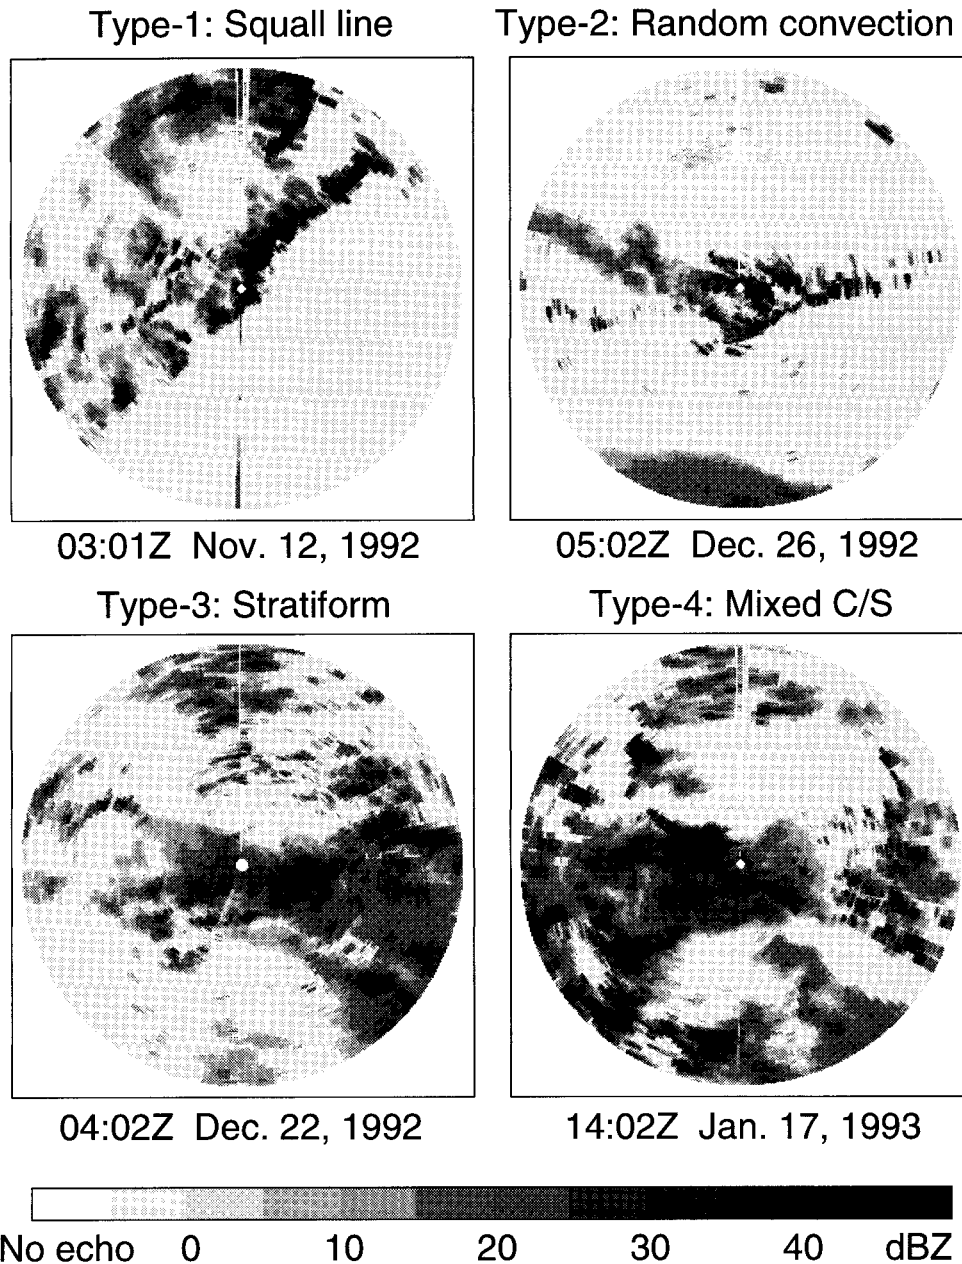 Type-1: Squall line
Type-2: Random convection
03:01Z Nov. 12, 1992
05:02Z Dec. 26, 1992
Type-3: Stratiform
Type-4: Mixed C/S
04:02Z Dec. 22, 1992
14:02Z Jan. 17, 1993
No echo 0 10 20 30 40 dBZ